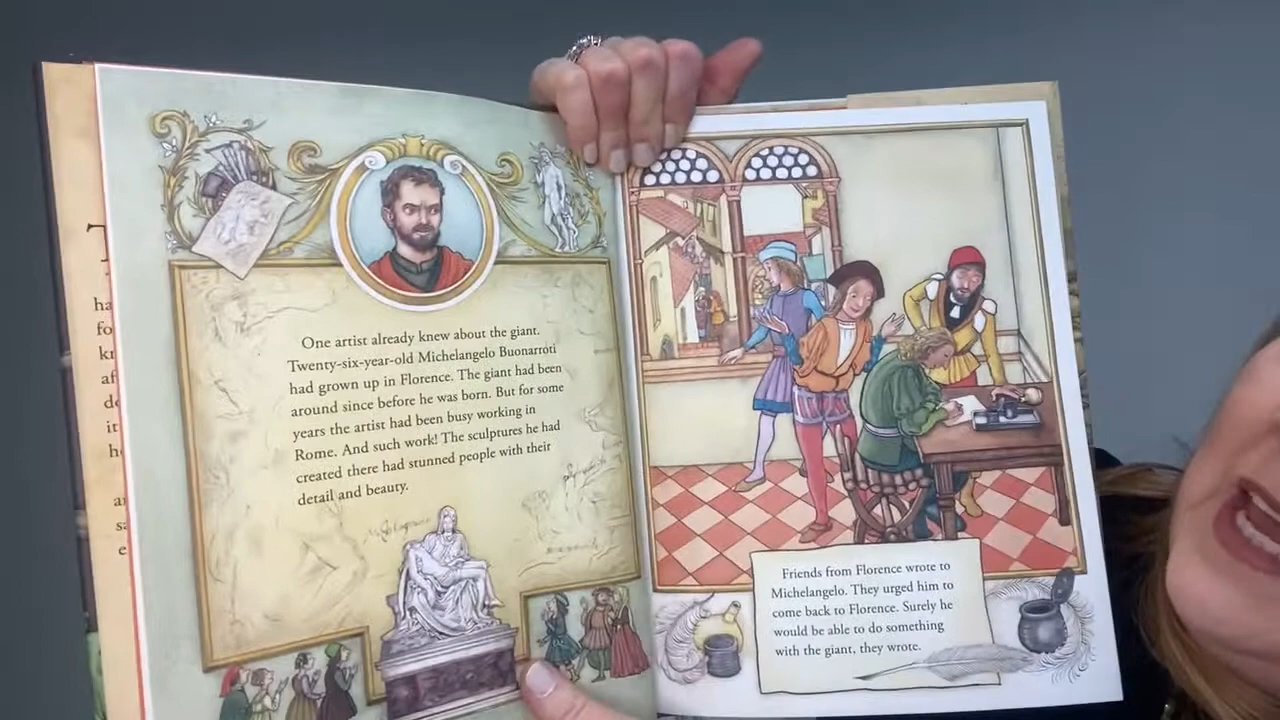 One artist already knew about the giant.
Twenty-six-year-old Michelangelo Buonarroti
had grown up in Florence. The giant had been
around since before he was born. But for some
years the artist had been busy working in
Rome. And such work! The sculptures he had
created there had stunned people with their
detail and beauty.
Friends from Florence wrote to
Michelangelo. They urged him to
come back to Florence. Surely he
would be able to do something
with the giant, they wrote.